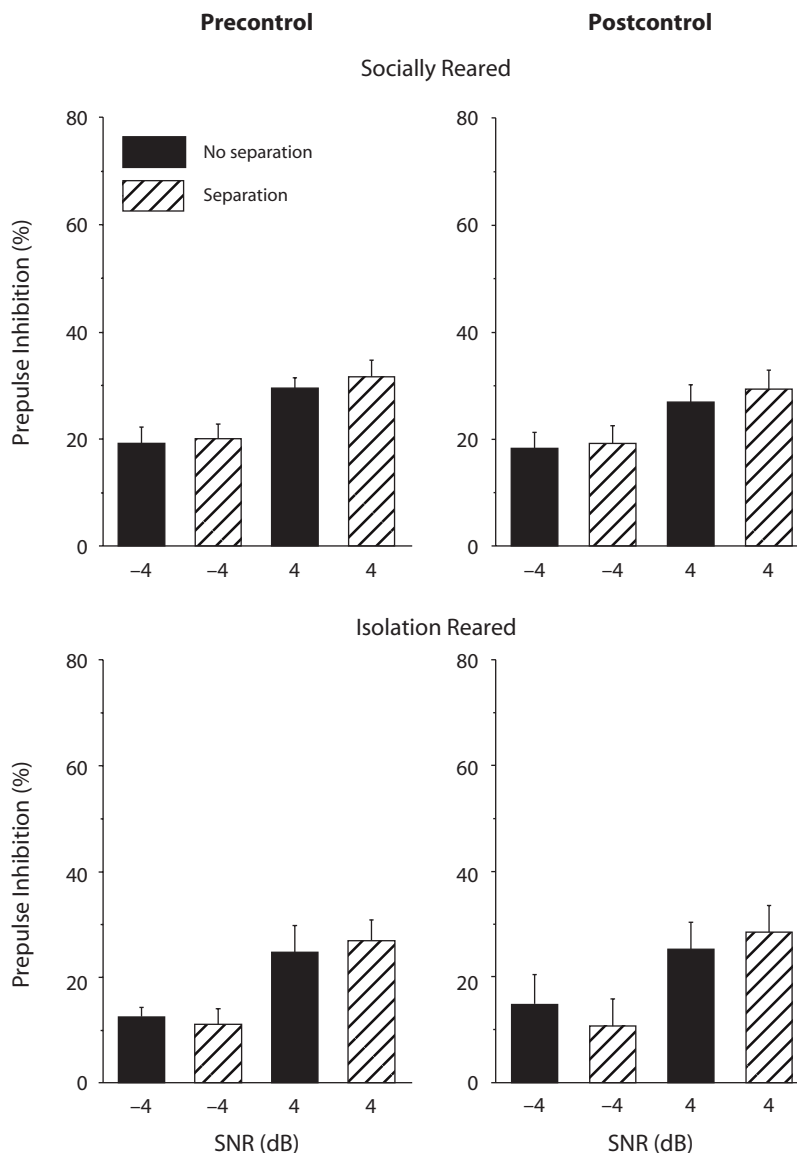 Precontrol Postcontrol
Socially Reared
Prepulse Inhibition (%)
80 80
No separation
Separation
60 60
40 40
20 20
0 0
−4 −4 4 4 −4 −4 4 4
Isolation Reared
Prepulse Inhibition (%)
80 80
60 60
40 40
20 20
0 0
−4 −4 4 4 −4 −4 4 4
SNR (dB) SNR (dB)